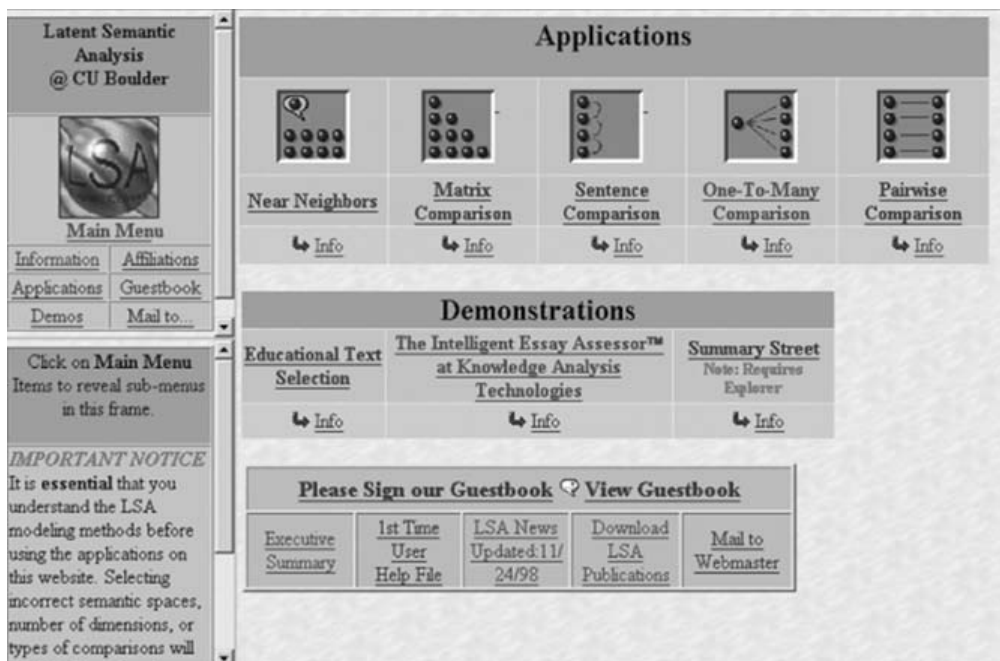 Latent Semantic
Analysis
@ CU Boulder
LSA
Main Menu
Information Affiliations
Applications Guestbook
Demos Mail to...
Click on Main Menu
Items to reveal sub-menus
in this frame.
IMPORTANT NOTICE
It is essential that you
understand the LSA
modeling methods before
using the applications on
this website. Selecting
incorrect semantic spaces,
number of dimensions, or
types of comparisons will
Applications
Near Neighbors
Matrix
Comparison
Sentence
Comparison
One-To-Many
Comparison
Pairwise
Comparison
Info Info Info Info Info
Demonstrations
Educational Text
Selection
The Intelligent Essay Assessor™
at Knowledge Analysis
Technologies
Summary Street
Note: Requires
Explorer
Info Info Info
Please Sign our Guestbook View Guestbook
Executive
Summary
1st Time
User
Help File
LSA News
Updated:11/
24/98
Download
LSA
Publications
Mail to
Webmaster